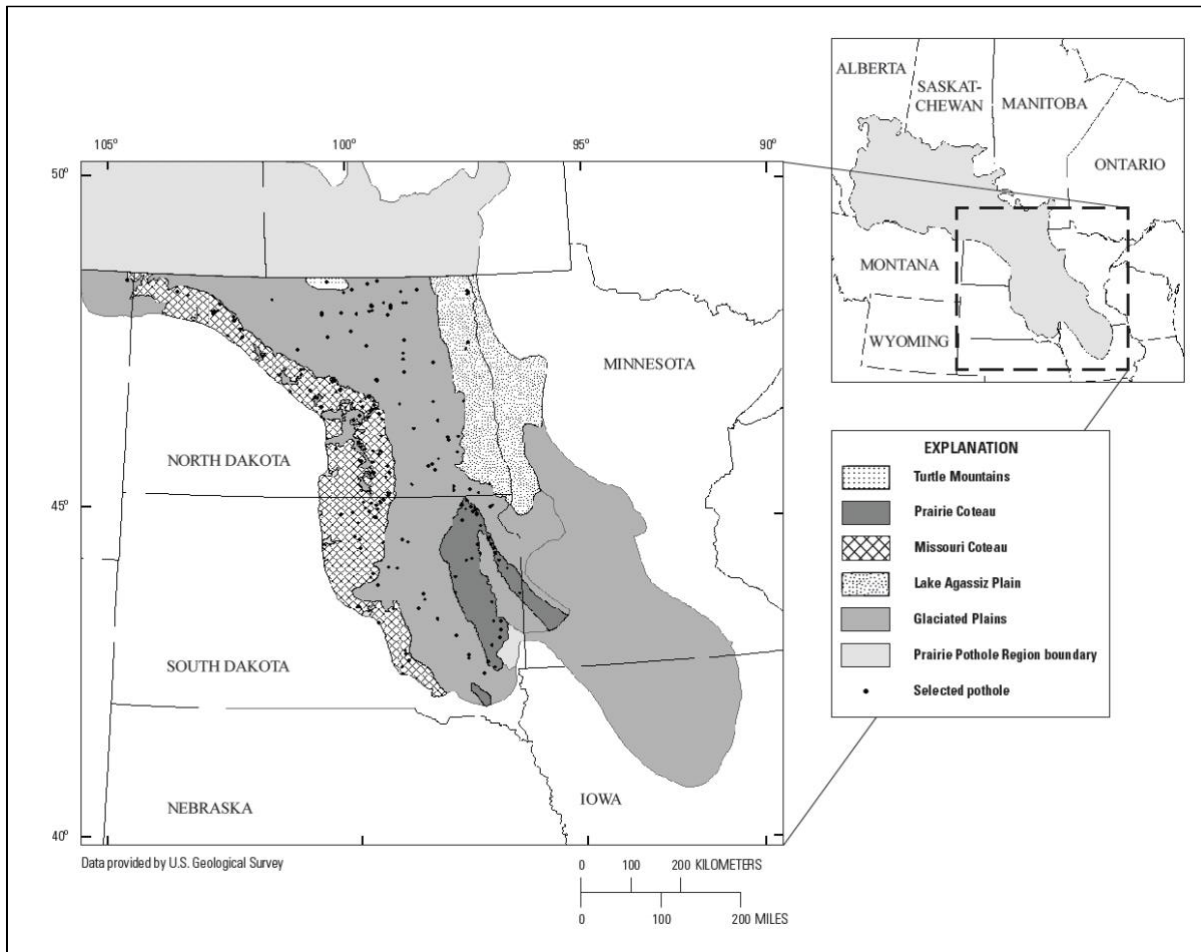 ALBERTA
SASKAT-
CHEWAN
MANITOBA
ONTARIO
MONTANA
WYOMING
105°
100°
95°
90°
50°
45°
40°
MINNESOTA
NORTH DAKOTA
SOUTH DAKOTA
NEBRASKA
IOWA
EXPLANATION
Turtle Mountains
Prairie Coteau
Missouri Coteau
Lake Agassiz Plain
Glaciated Plains
Prairie Pothole Region boundary
Selected pothole
Data provided by U.S. Geological Survey
0 100 200 KILOMETERS
0 100 200 MILES